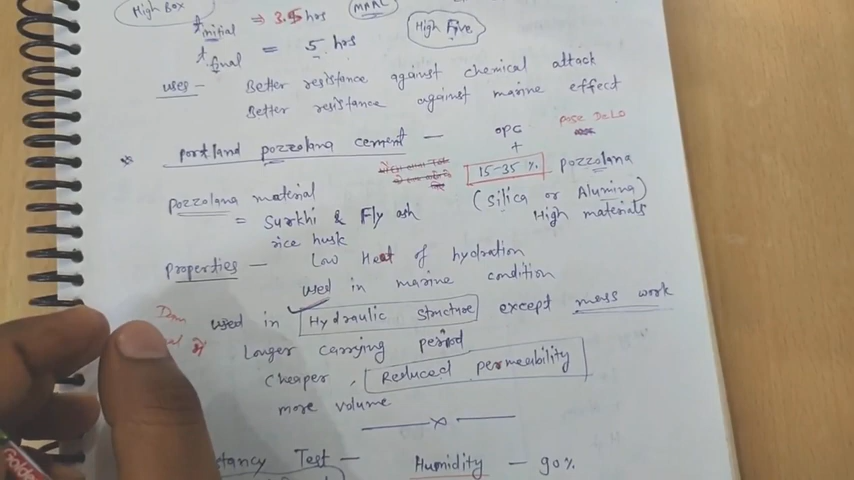 High Box
t initial ⇒ 3.5 hrs
t final = 5 hrs
High Five
uses - Better resistance against chemical attack
Better resistance against marine effect
* Portland pozzolana cement - OPC + 15-35 % pozzolana
(Silica or Alumina) High materials
pozzolana material = Surkhi & Fly ash
rice husk
properties - Low Heat of hydration
used in marine condition
used in Hydraulic Structure except mass work
Longer carrying period
Cheaper, Reduced permeability
more volume
Test - Humidity - 90%